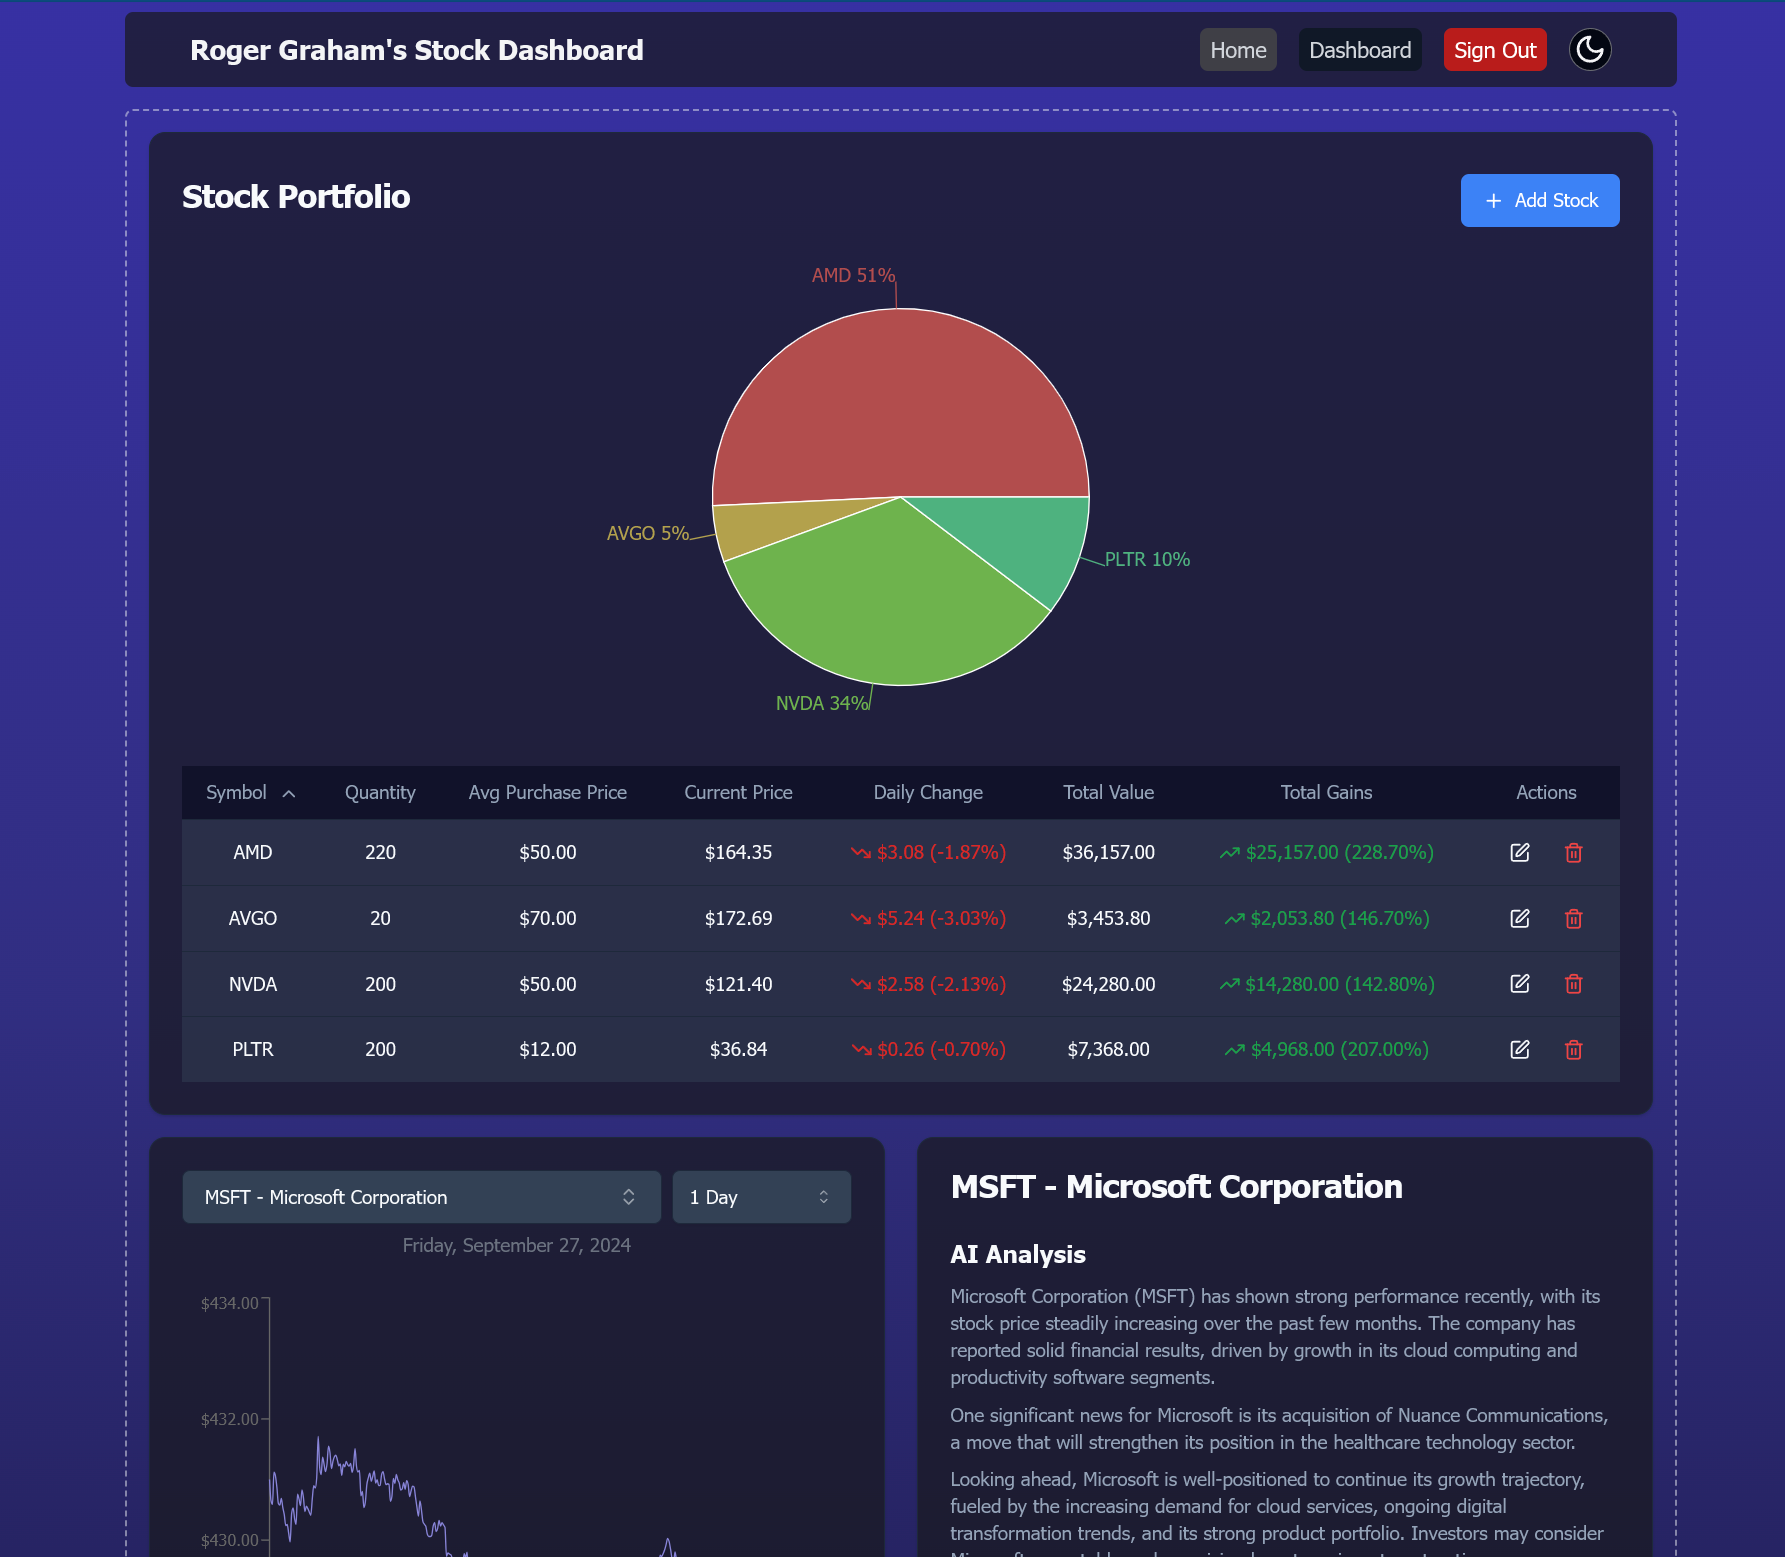 Roger Graham's Stock Dashboard
Home
Dashboard
Sign Out
Stock Portfolio
Add Stock
AMD 51%
AVGO 5%
PLTR 10%
NVDA 34%
Symbol Quantity Avg Purchase Price Current Price Daily Change Total Value Total Gains Actions
AMD 220 $50.00 $164.35 $3.08 (-1.87%) $36,157.00 $25,157.00 (228.70%)
AVGO 20 $70.00 $172.69 $5.24 (-3.03%) $3,453.80 $2,053.80 (146.70%)
NVDA 200 $50.00 $121.40 $2.58 (-2.13%) $24,280.00 $14,280.00 (142.80%)
PLTR 200 $12.00 $36.84 $0.26 (-0.70%) $7,368.00 $4,968.00 (207.00%)
MSFT - Microsoft Corporation
1 Day
Friday, September 27, 2024
$434.00
$432.00
$430.00
MSFT - Microsoft Corporation
AI Analysis
Microsoft Corporation (MSFT) has shown strong performance recently, with its
stock price steadily increasing over the past few months. The company has
reported solid financial results, driven by growth in its cloud computing and
productivity software segments.
One significant news for Microsoft is its acquisition of Nuance Communications,
a move that will strengthen its position in the healthcare technology sector.
Looking ahead, Microsoft is well-positioned to continue its growth trajectory,
fueled by the increasing demand for cloud services, ongoing digital
transformation trends, and its strong product portfolio. Investors may consider